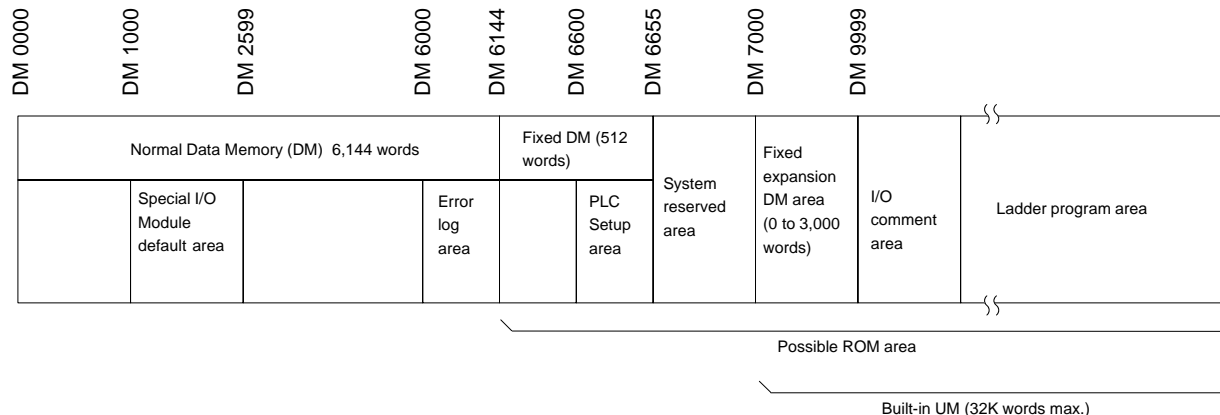 DM 0000
DM 1000
DM 2599
DM 6000
DM 6144
DM 6600
DM 6655
DM 7000
DM 9999
Normal Data Memory (DM) 6,144 words
Fixed DM (512
words)
Special I/O
Module
default area
Error
log
area
PLC
Setup
area
System
reserved
area
Fixed
expansion
DM area
(0 to 3,000
words)
I/O
comment
area
Ladder program area
Possible ROM area
Built-in UM (32K words max.)